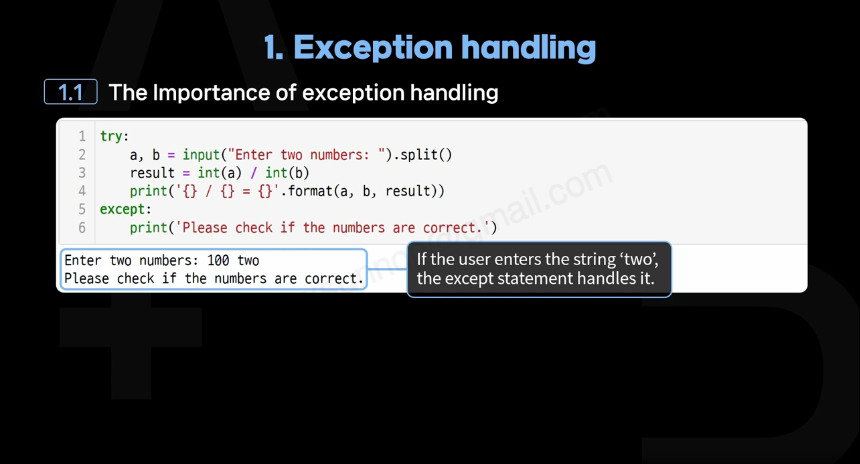 1. Exception handling
1.1 The Importance of exception handling
1 try:
2 a, b = input("Enter two numbers: ").split()
3 result = int(a) / int(b)
4 print('{} / {} = {}'.format(a, b, result))
5 except:
6 print('Please check if the numbers are correct.')
Enter two numbers: 100 two
Please check if the numbers are correct.
If the user enters the string ‘two’,
the except statement handles it.